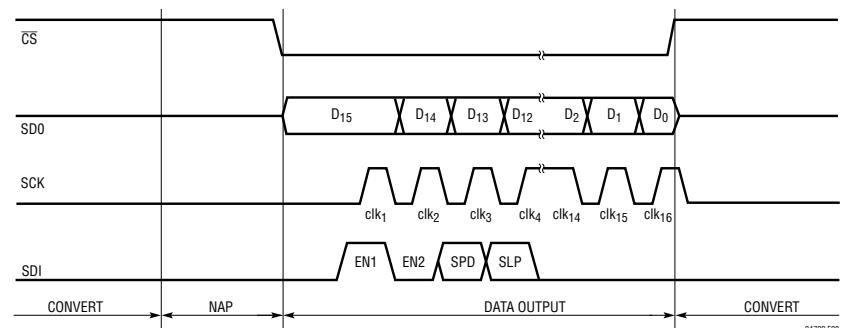 CS
SD0
D15 D14 D13 D12 D2 D1 D0
SCK
clk1 clk2 clk3 clk4 clk14 clk15 clk16
SDI
EN1 EN2 SPD SLP
CONVERT NAP DATA OUTPUT CONVERT